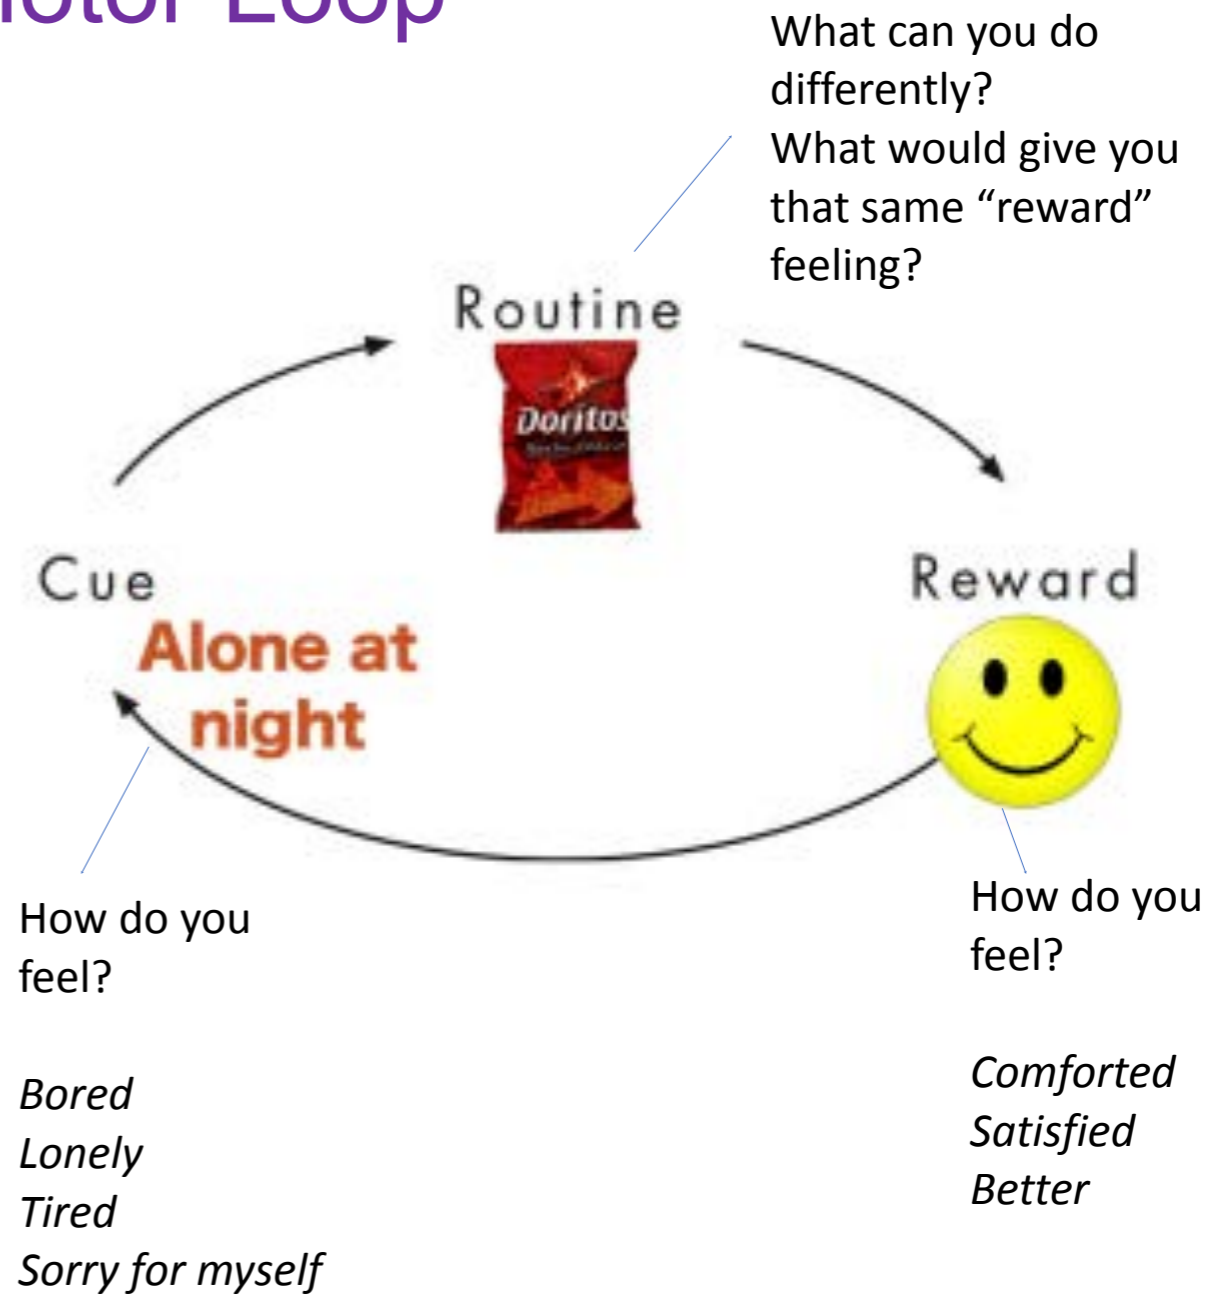 Loop
What can you do
differently?
What would give you
that same “reward”
feeling?
Routine
Doritos
Cue
Reward
Alone at
night
How do you
feel?
Bored
Lonely
Tired
Sorry for myself
How do you
feel?
Comforted
Satisfied
Better